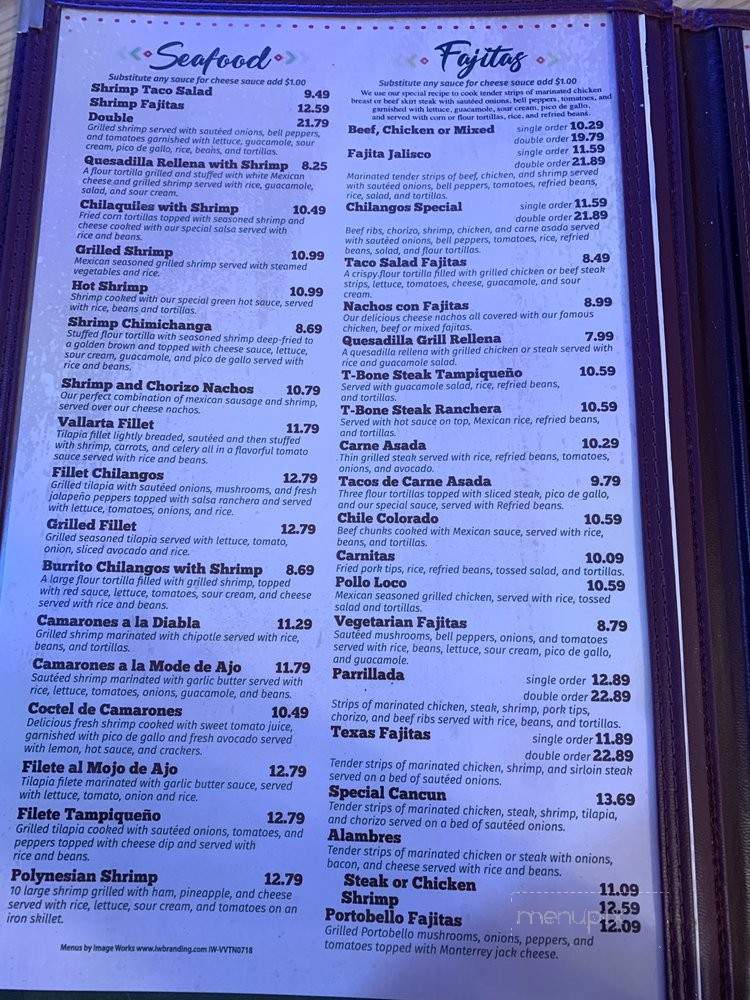 Seafood
Substitute any sauce for cheese sauce add $1.00
Shrimp Taco Salad 9.49
Shrimp Fajitas 12.59
Double 21.79
Grilled shrimp served with sautéed onions, bell peppers,
and tomatoes garnished with lettuce, guacamole, sour
cream, pico de gallo, rice, beans, and tortillas.
Quesadilla Rellena with Shrimp 8.25
A flour tortilla grilled and stuffed with white Mexican
cheese and grilled shrimp served with rice, guacamole,
salad, and sour cream.
Chilaquiles with Shrimp 10.49
Fried corn tortillas topped with seasoned shrimp and
cheese cooked with our special salsa served with
rice and beans.
Grilled Shrimp 10.99
Mexican seasoned grilled shrimp served with steamed
vegetables and rice.
Hot Shrimp 10.99
Shrimp cooked with our special green hot sauce, served
with rice, beans and tortillas.
Shrimp Chimichanga 8.69
Stuffed flour tortilla with seasoned shrimp deep-fried to
a golden brown and topped with cheese sauce, lettuce,
sour cream, guacamole, and pico de gallo served with
rice and beans.
Shrimp and Chorizo Nachos 10.79
Our perfect combination of mexican sausage and shrimp,
served over our cheese nachos.
Vallarta Fillet 11.79
Tilapia fillet lightly breaded, sautéed and then stuffed
with shrimp, carrots, and celery all in a flavorful tomato
sauce served with rice and beans.
Fillet Chilangos 12.79
Grilled tilapia with sautéed onions, mushrooms, and fresh
jalapeño peppers topped with salsa ranchera and served
with lettuce, tomatoes, onions, and rice.
Grilled Fillet 12.79
Grilled seasoned tilapia served with lettuce, tomato,
onion, sliced avocado and rice.
Burrito Chilangos with Shrimp 8.69
A large flour tortilla filled with grilled shrimp, topped
with red sauce, lettuce, tomatoes, sour cream, and cheese
served with rice and beans.
Camarones a la Diabla 11.29
Grilled shrimp marinated with chipotle served with rice,
beans, and tortillas.
Camarones a la Mode de Ajo 11.79
Sautéed shrimp marinated with garlic butter served with
rice, lettuce, tomatoes, onions, guacamole, and beans.
Coctel de Camarones 10.49
Delicious fresh shrimp cooked with sweet tomato juice,
garnished with pico de gallo and fresh avocado served
with lemon, hot sauce, and crackers.
Filete al Mojo de Ajo 12.79
Tilapia filete marinated with garlic butter sauce, served
with lettuce, tomato, onion and rice.
Filete Tampiqueño 12.79
Grilled tilapia cooked with sautéed onions, tomatoes, and
peppers topped with cheese dip and served with
rice and beans.
Polynesian Shrimp 12.79
10 large shrimp grilled with ham, pineapple, and cheese
served with rice, lettuce, sour cream, and tomatoes on an
iron skillet.
Menus by Image Works www.iwbranding.com IW-VVTN0718
Fajitas
Substitute any sauce for cheese sauce add $1.00
We use our special recipe to cook tender strips of marinated chicken
breast or beef skirt steak with sautéed onions, bell peppers, tomatoes, and
garnished with lettuce, guacamole, sour cream, pico de gallo,
and served with corn or flour tortillas, rice, and refried beans.
Beef, Chicken or Mixed single order 10.29
double order 19.79
Fajita Jalisco single order 11.59
double order 21.89
Marinated tender strips of beef, chicken, and shrimp served
with sautéed onions, bell peppers, tomatoes, refried beans,
rice, salad, and tortillas.
Chilangos Special single order 11.59
double order 21.89
Beef ribs, chorizo, shrimp, chicken, and carne asada served
with sautéed onions, bell peppers, tomatoes, rice, refried
beans, salad, and flour tortillas.
Taco Salad Fajitas 8.49
A crispy flour tortilla filled with grilled chicken or beef steak
strips, lettuce, tomatoes, cheese, guacamole, and sour
cream.
Nachos con Fajitas 8.99
Our delicious cheese nachos all covered with our famous
chicken, beef or mixed fajitas.
Quesadilla Grill Rellena 7.99
A quesadilla rellena with grilled chicken or steak served with
rice and guacamole salad.
T-Bone Steak Tampiqueño 10.59
Served with guacamole salad, rice, refried beans,
and tortillas.
T-Bone Steak Ranchera 10.59
Served with hot sauce on top, Mexican rice, refried beans,
and tortillas.
Carne Asada 10.29
Thin grilled steak served with rice, refried beans, tomatoes,
onions, and avocado.
Tacos de Carne Asada 9.79
Three flour tortillas topped with sliced steak, pico de gallo,
and our special sauce, served with Refried beans.
Chile Colorado 10.59
Beef chunks cooked with Mexican sauce, served with rice,
beans, and tortillas.
Carnitas 10.09
Fried pork tips, rice, refried beans, tossed salad, and tortillas.
Pollo Loco 10.59
Mexican seasoned grilled chicken, served with rice, tossed
salad and tortillas.
Vegetarian Fajitas 8.79
Sauteéd mushrooms, bell peppers, onions, and tomatoes
served with rice, beans, lettuce, sour cream, pico de gallo,
and guacamole.
Parrillada single order 12.89
double order 22.89
Strips of marinated chicken, steak, shrimp, pork tips,
chorizo, and beef ribs served with rice, beans, and tortillas.
Texas Fajitas single order 11.89
double order 22.89
Tender strips of marinated chicken, shrimp, and sirloin steak
served on a bed of sautéed onions.
Special Cancun 13.69
Tender strips of marinated chicken, steak, shrimp, tilapia,
and chorizo served on a bed of sautéed onions.
Alambres
Tender strips of marinated chicken or steak with onions,
bacon, and cheese served with rice and beans.
Steak or Chicken 11.09
Shrimp 12.59
Portobello Fajitas 12.09
Grilled Portobello mushrooms, onions, peppers, and
tomatoes topped with Monterrey jack cheese.